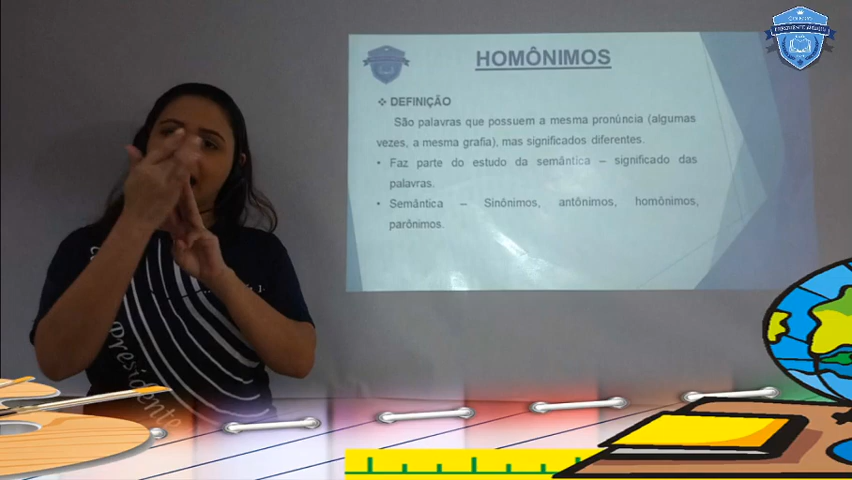 HOMÔNIMOS
❖ DEFINIÇÃO
São palavras que possuem a mesma pronúncia (algumas
vezes, a mesma grafia), mas significados diferentes.
• Faz parte do estudo da semântica – significado das
palavras.
• Semântica – Sinônimos, antônimos, homônimos,
parônimos.
Presidente
COLÉGIO